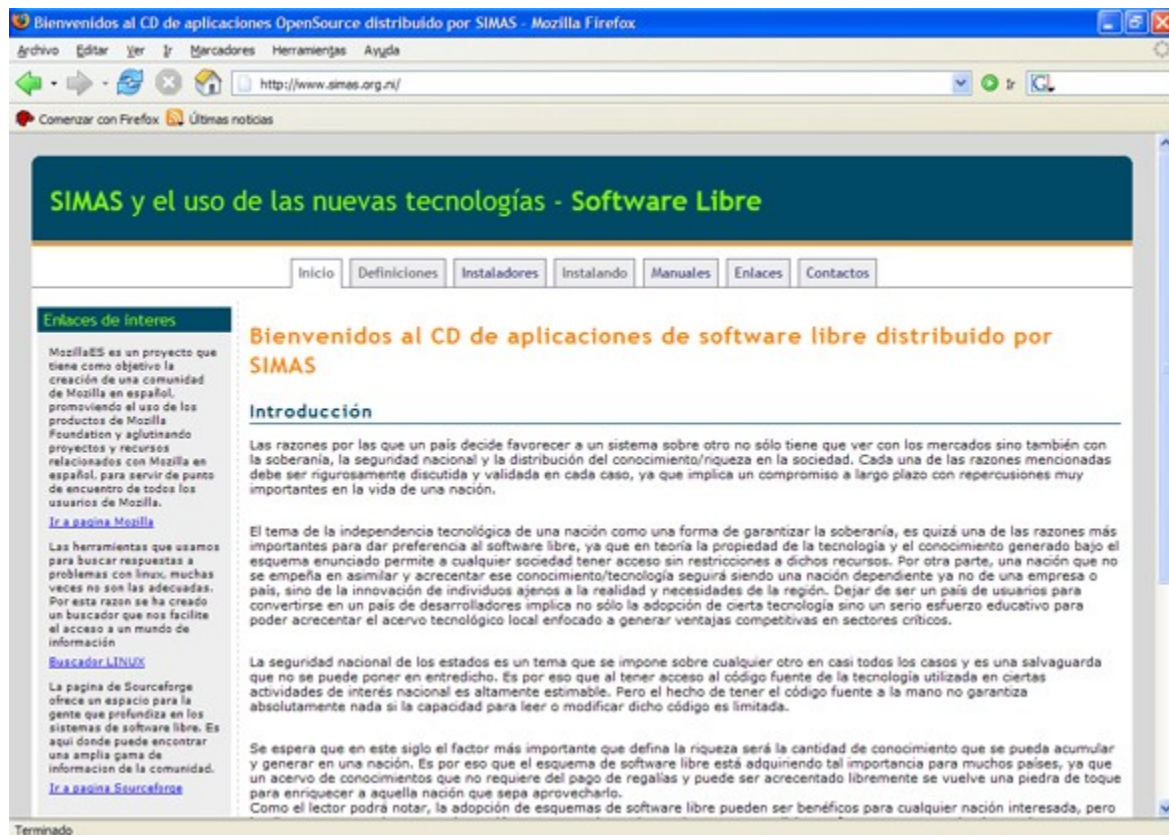 Bienvenidos al CD de aplicaciones OpenSource distribuido por SIMAS - Mozilla Firefox
Archivo Editar Ver Ir Marcadores Herramientas Ayuda
http://www.simas.org.ni/
Ir
Comenzar con Firefox Últimas noticias
SIMAS y el uso de las nuevas tecnologías - Software Libre
Inicio Definiciones Instaladores Instalando Manuales Enlaces Contactos
Enlaces de interes
MozillaES es un proyecto que
tiene como objetivo la
creación de una comunidad
de Mozilla en español,
promoviendo el uso de los
productos de Mozilla
Foundation y aglutinando
proyectos y recursos
relacionados con Mozilla en
español, para servir de punto
de encuentro de todos los
usuarios de Mozilla.
Ir a pagina Mozilla
Las herramientas que usamos
para buscar respuestas a
problemas con linux, muchas
veces no son las adecuadas.
Por esta razon se ha creado
un buscador que nos facilite
el acceso a un mundo de
información
Buscador LINUX
La pagina de Sourceforge
ofrece un espacio para la
gente que profundiza en los
sistemas de software libre. Es
aqui donde puede encontrar
una amplia gama de
informacion de la comunidad.
Ir a pagina Sourceforge
Bienvenidos al CD de aplicaciones de software libre distribuido por
SIMAS
Introducción
Las razones por las que un país decide favorecer a un sistema sobre otro no sólo tiene que ver con los mercados sino también con
la soberanía, la seguridad nacional y la distribución del conocimiento/riqueza en la sociedad. Cada una de las razones mencionadas
debe ser rigurosamente discutida y validada en cada caso, ya que implica un compromiso a largo plazo con repercusiones muy
importantes en la vida de una nación.
El tema de la independencia tecnológica de una nación como una forma de garantizar la soberanía, es quizá una de las razones más
importantes para dar preferencia al software libre, ya que en teoría la propiedad de la tecnología y el conocimiento generado bajo el
esquema enunciado permite a cualquier sociedad tener acceso sin restricciones a dichos recursos. Por otra parte, una nación que no
se empeña en asimilar y acrecentar ese conocimiento/tecnología seguirá siendo una nación dependiente ya no de una empresa o
país, sino de la innovación de individuos ajenos a la realidad y necesidades de la región. Dejar de ser un país de usuarios para
convertirse en un país de desarrolladores implica no sólo la adopción de cierta tecnología sino un serio esfuerzo educativo para
poder acrecentar el acervo tecnológico local enfocado a generar ventajas competitivas en sectores críticos.
La seguridad nacional de los estados es un tema que se impone sobre cualquier otro en casi todos los casos y es una salvaguarda
que no se puede poner en entredicho. Es por eso que al tener acceso al código fuente de la tecnología utilizada en ciertas
actividades de interés nacional es altamente estimable. Pero el hecho de tener el código fuente a la mano no garantiza
absolutamente nada si la capacidad para leer o modificar dicho código es limitada.
Se espera que en este siglo el factor más importante que defina la riqueza será la cantidad de conocimiento que se pueda acumular
y generar en una nación. Es por eso que el esquema de software libre está adquiriendo tal importancia para muchos países, ya que
un acervo de conocimientos que no requiere del pago de regalías y puede ser acrecentado libremente se vuelve una piedra de toque
para enriquecer a aquella nación que sepa aprovecharlo.
Como el lector podrá notar, la adopción de esquemas de software libre pueden ser benéficos para cualquier nación interesada, pero
Terminado